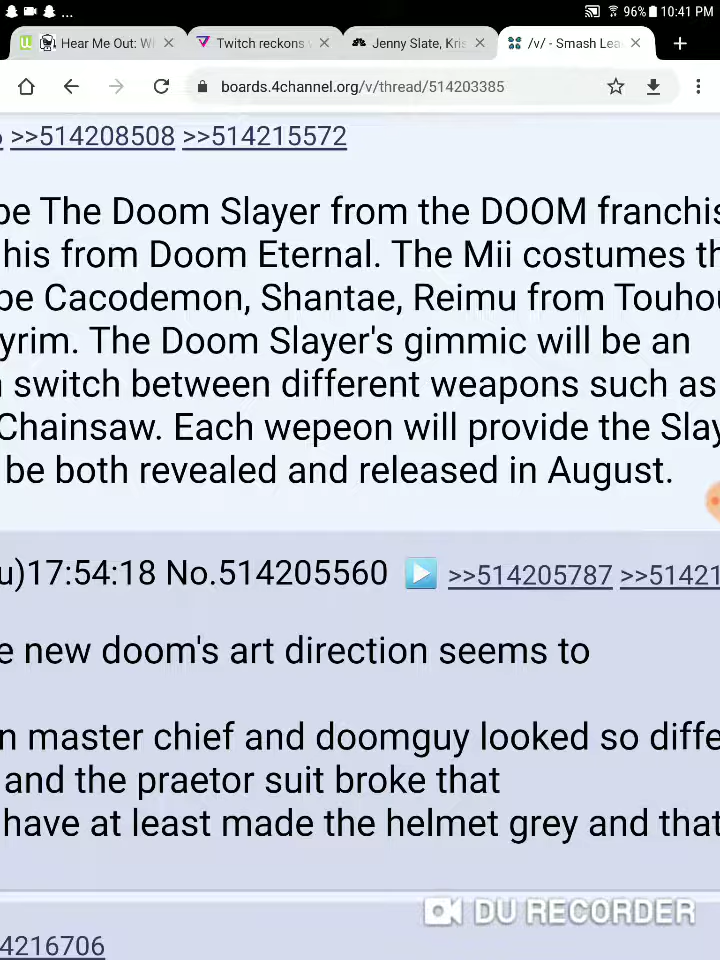 ... 96% 10:41 PM
Hear Me Out: W Twitch reckons Jenny Slate, Kris /v/ - Smash Lea
boards.4channel.org/v/thread/514203385
>>514208508 >>514215572
be The Doom Slayer from the DOOM franchis
his from Doom Eternal. The Mii costumes th
be Cacodemon, Shantae, Reimu from Touhou
yrim. The Doom Slayer's gimmic will be an
switch between different weapons such as
Chainsaw. Each wepeon will provide the Slay
be both revealed and released in August.
u)17:54:18 No.514205560 >>514205787 >>51421
e new doom's art direction seems to
n master chief and doomguy looked so diffe
and the praetor suit broke that
have at least made the helmet grey and that
DU RECORDER
4216706